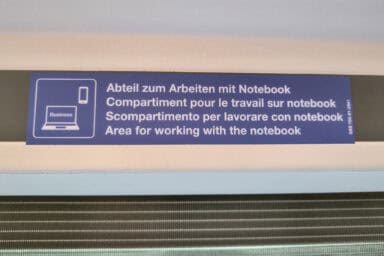 Business
Abteil zum Arbeiten mit Notebook
Compartiment pour le travail sur notebook
Scompartimento per lavorare con notebook
Area for working with the notebook